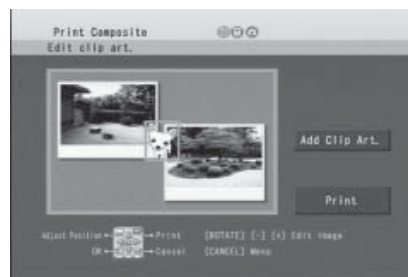 Print Composite
Edit clip art.
Add Clip Art.
Print
Adjust Position Print [ROTATE] [-] [+] Edit image
OK Cancel [CANCEL] Menu